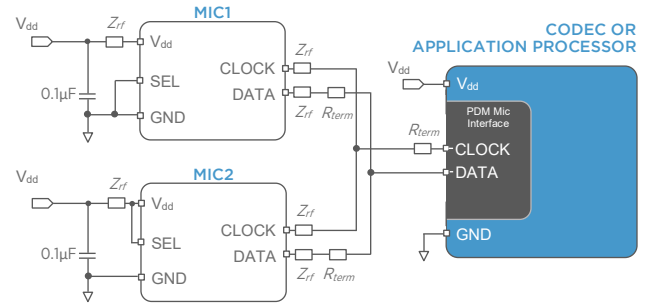 MIC1
Vdd
Zrf
Vdd
SEL
GND
CLOCK
DATA
0.1µF
Zrf
Zrf Rterm
MIC2
Vdd
Zrf
Vdd
SEL
GND
CLOCK
DATA
0.1µF
Zrf
Zrf Rterm
CODEC OR
APPLICATION PROCESSOR
Vdd
Vdd
PDM Mic
Interface
Rterm
CLOCK
DATA
GND